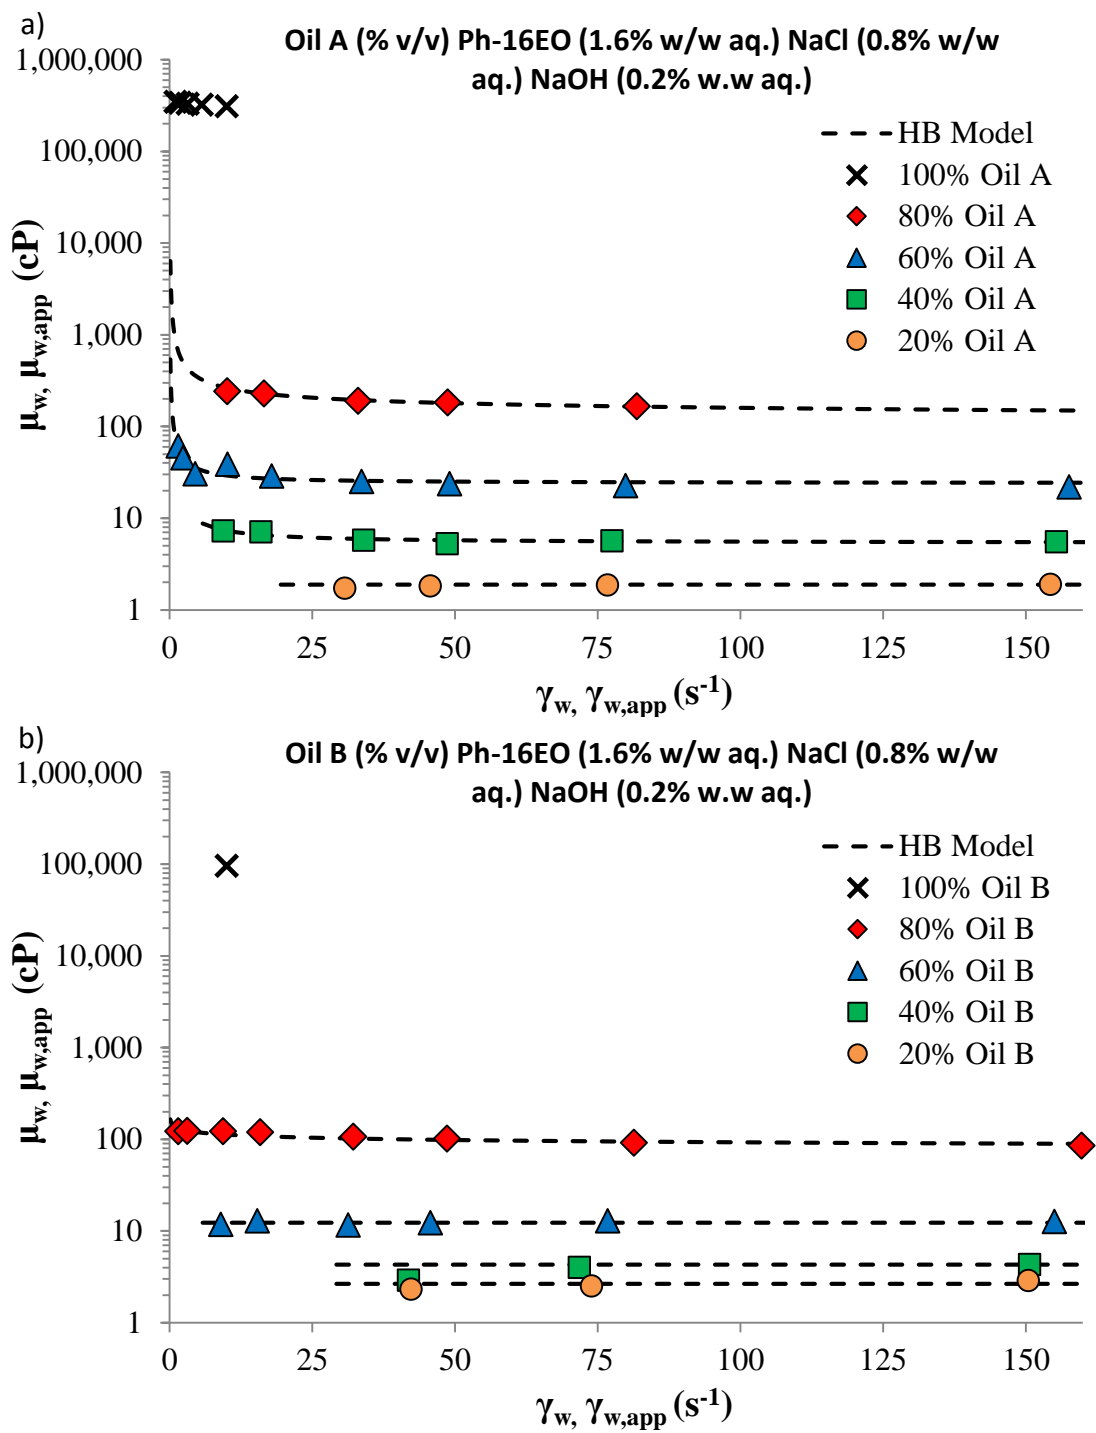 a)
Oil A (% v/v) Ph-16EO (1.6% w/w aq.) NaCl (0.8% w/w
aq.) NaOH (0.2% w.w aq.)
1,000,000
100,000
10,000
1,000
100
10
1
μw, μw,app (cP)
HB Model
100% Oil A
80% Oil A
60% Oil A
40% Oil A
20% Oil A
0 25 50 75 100 125 150
γw, γw,app (s-1)
b)
Oil B (% v/v) Ph-16EO (1.6% w/w aq.) NaCl (0.8% w/w
aq.) NaOH (0.2% w.w aq.)
1,000,000
100,000
10,000
1,000
100
10
1
μw, μw,app (cP)
HB Model
100% Oil B
80% Oil B
60% Oil B
40% Oil B
20% Oil B
0 25 50 75 100 125 150
γw, γw,app (s-1)